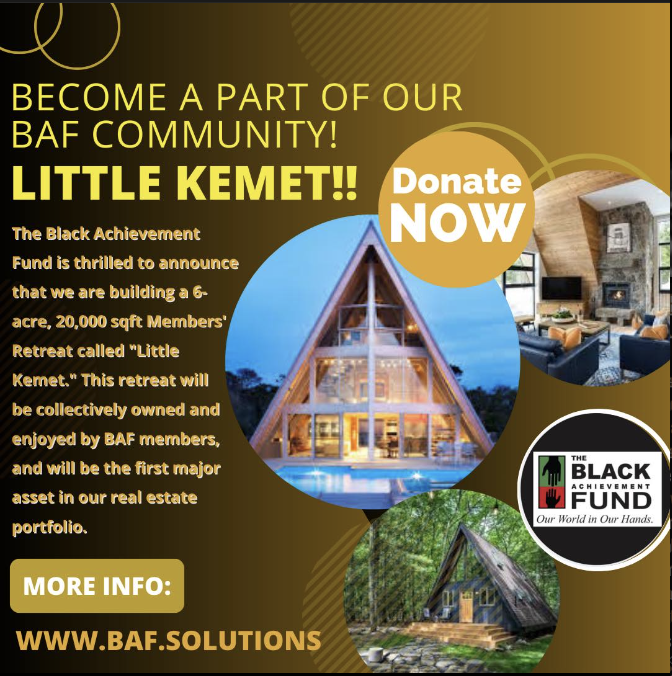 BECOME A PART OF OUR
BAF COMMUNITY!
LITTLE KEMET!!
Donate
NOW
The Black Achievement
Fund is thrilled to announce
that we are building a 6-
acre, 20,000 sqft Members'
Retreat called "Little
Kemet." This retreat will
be collectively owned and
enjoyed by BAF members,
and will be the first major
asset in our real estate
portfolio.
THE
BLACK
ACHIEVEMENT
FUND
Our World in Our Hands.
MORE INFO:
WWW.BAF.SOLUTIONS